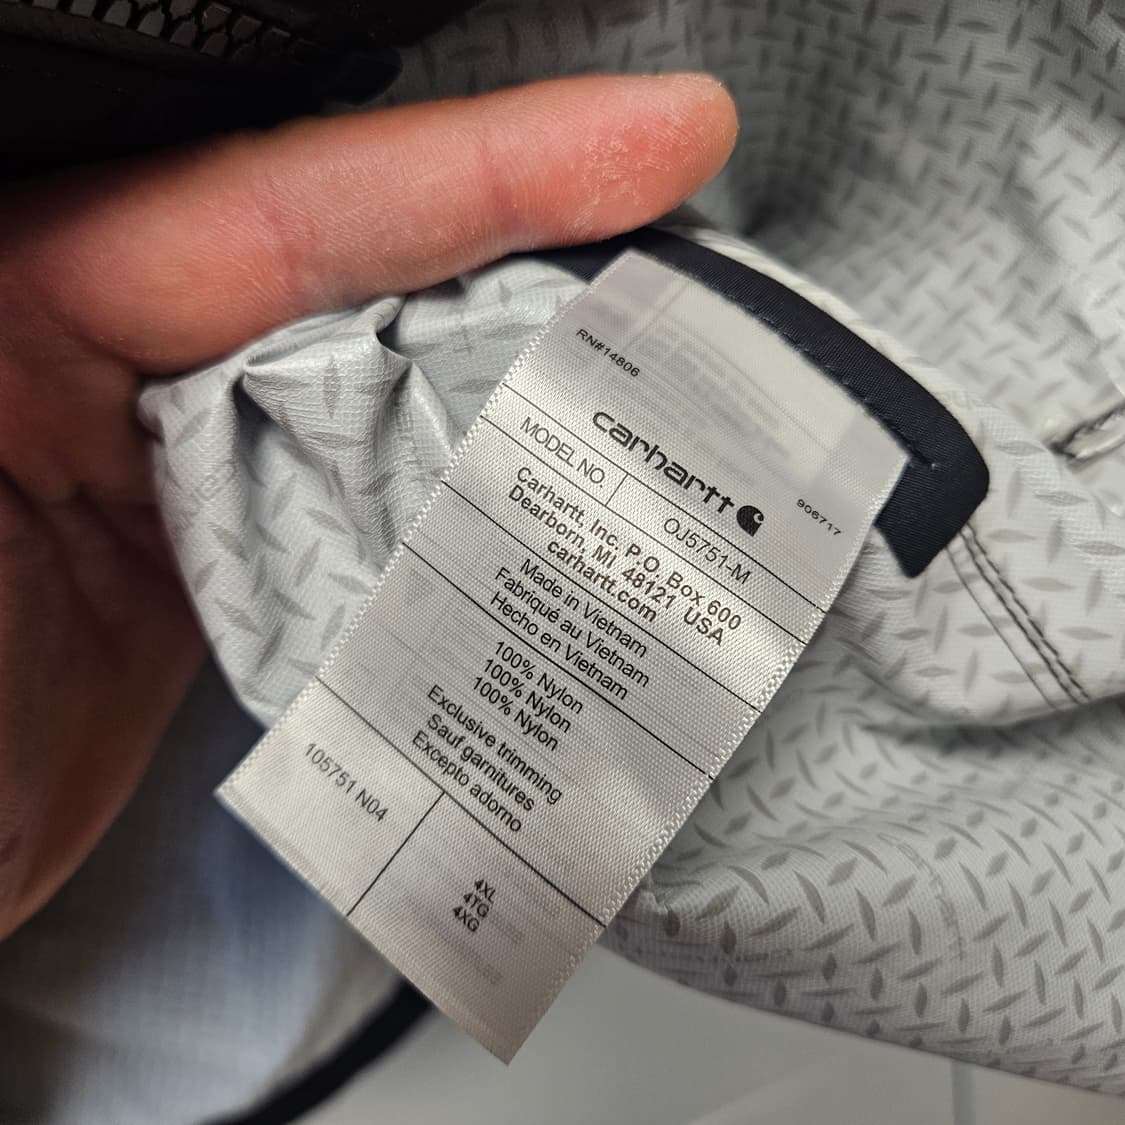 RN#14806
carhartt
906717
MODEL NO.
OJ5751-M
Carhartt, Inc. P.O. Box 600
Dearborn, MI 48121 USA
carhartt.com
Made in Vietnam
Fabriqué au Vietnam
Hecho en Vietnam
100% Nylon
100% Nylon
100% Nylon
Exclusive trimming
Sauf garnitures
Excepto adorno
105751 N04
4XL
4TG
4XG